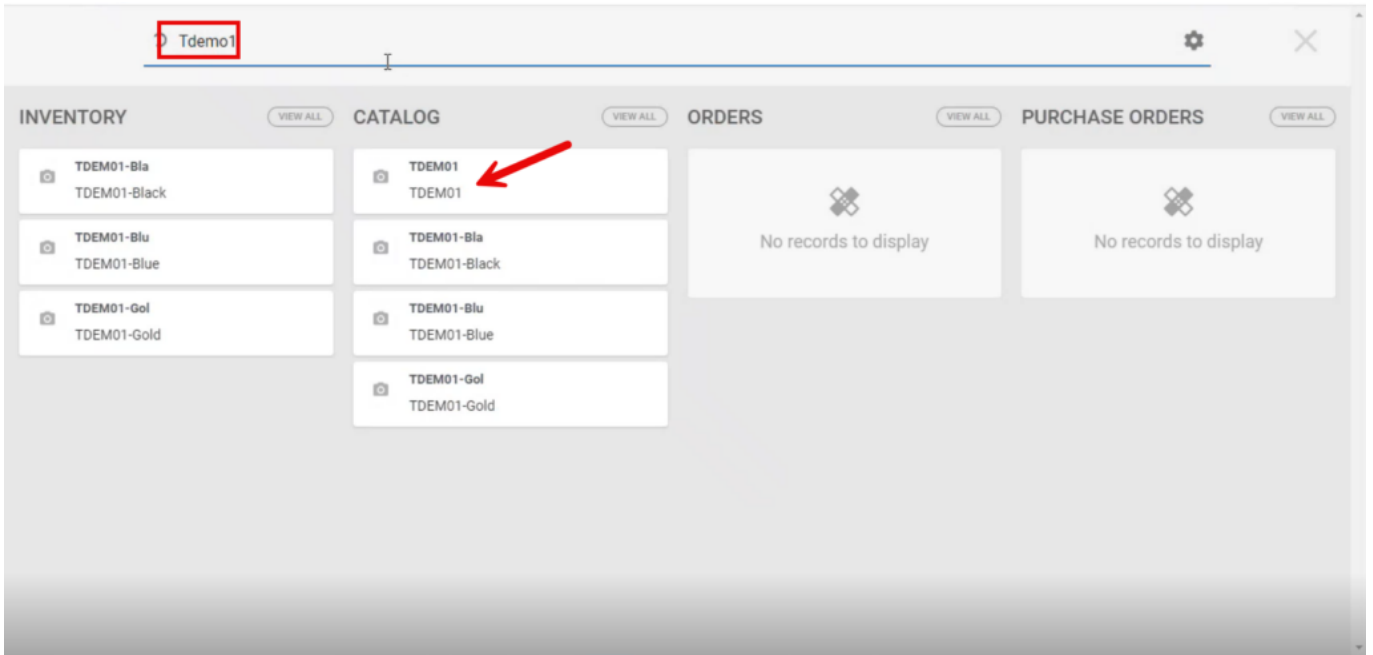 Tdemo1
INVENTORY
VIEW ALL
TDEM01-Bla
TDEM01-Black
TDEM01-Blu
TDEM01-Blue
TDEM01-Gol
TDEM01-Gold
CATALOG
VIEW ALL
TDEM01
TDEM01
TDEM01-Bla
TDEM01-Black
TDEM01-Blu
TDEM01-Blue
TDEM01-Gol
TDEM01-Gold
ORDERS
VIEW ALL
No records to display
PURCHASE ORDERS
VIEW ALL
No records to display